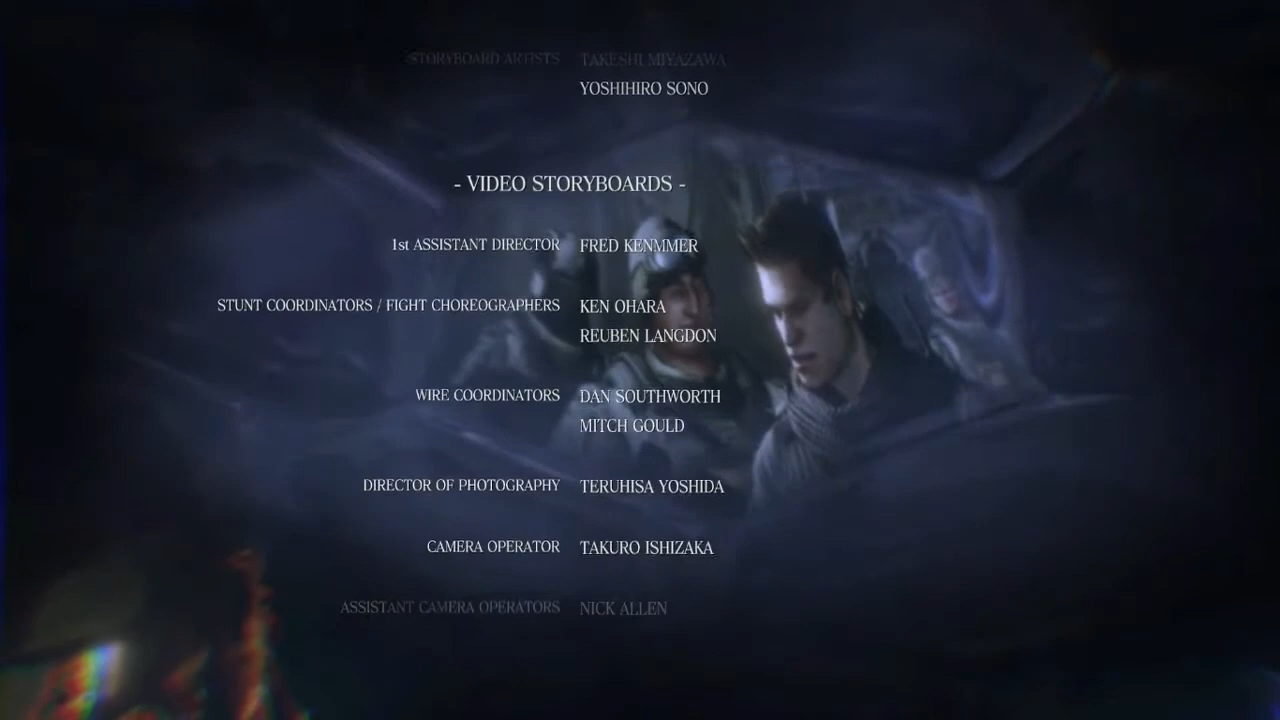 STORYBOARD ARTISTS TAKESHI MIYAZAWA
YOSHIHIRO SONO
- VIDEO STORYBOARDS -
1st ASSISTANT DIRECTOR FRED KENMMER
STUNT COORDINATORS / FIGHT CHOREOGRAPHERS KEN OHARA
REUBEN LANGDON
WIRE COORDINATORS DAN SOUTHWORTH
MITCH GOULD
DIRECTOR OF PHOTOGRAPHY TERUHISA YOSHIDA
CAMERA OPERATOR TAKURO ISHIZAKA
ASSISTANT CAMERA OPERATORS NICK ALLEN